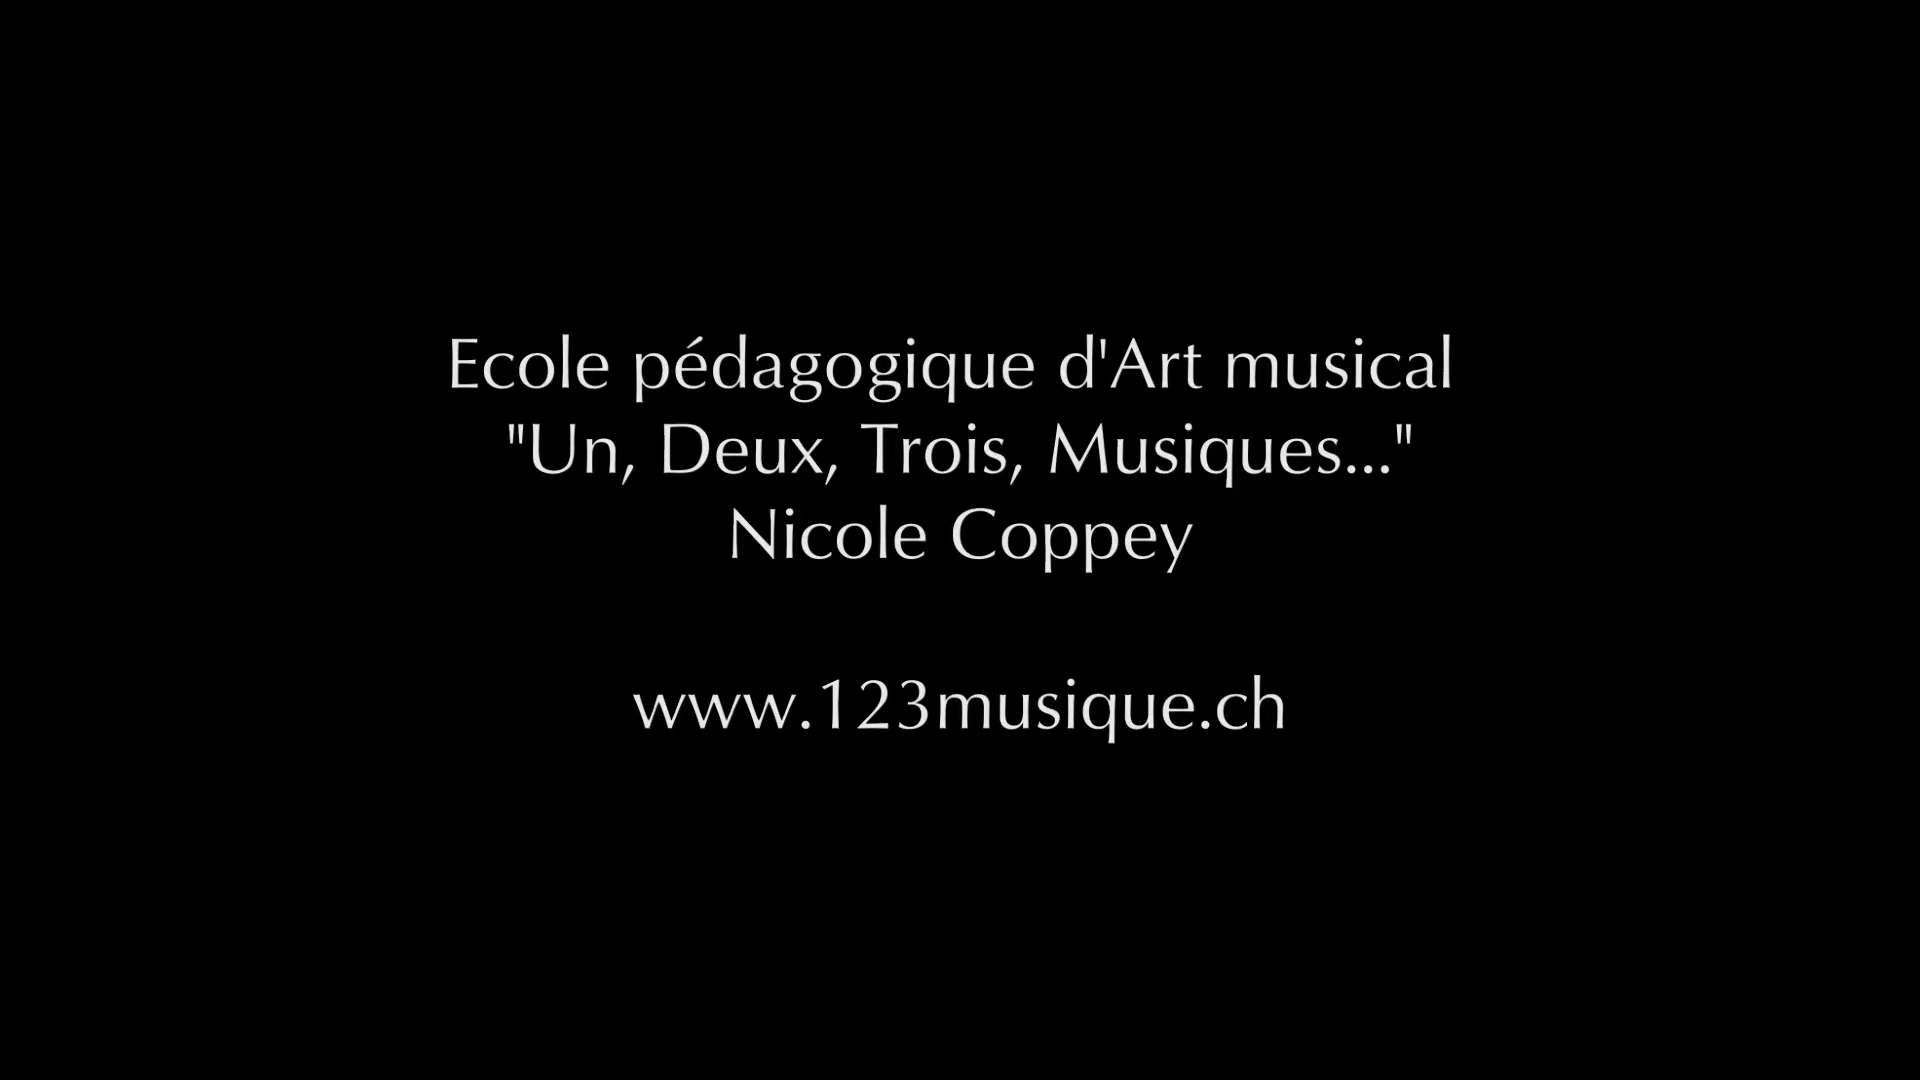 Ecole pédagogique d'Art musical
"Un, Deux, Trois, Musiques..."
Nicole Coppey
www.123musique.ch